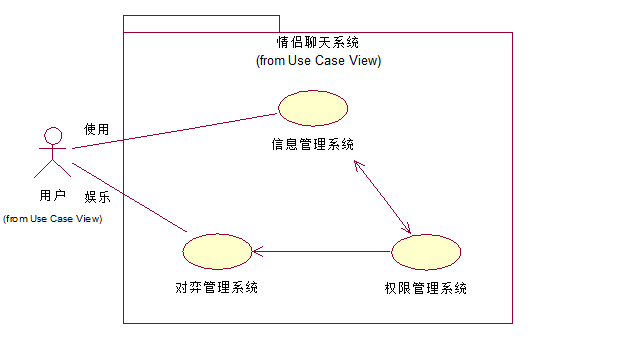 情侣聊天系统
(from Use Case View)
使用
信息管理系统
用户
娱乐
(from Use Case View)
对弈管理系统
权限管理系统